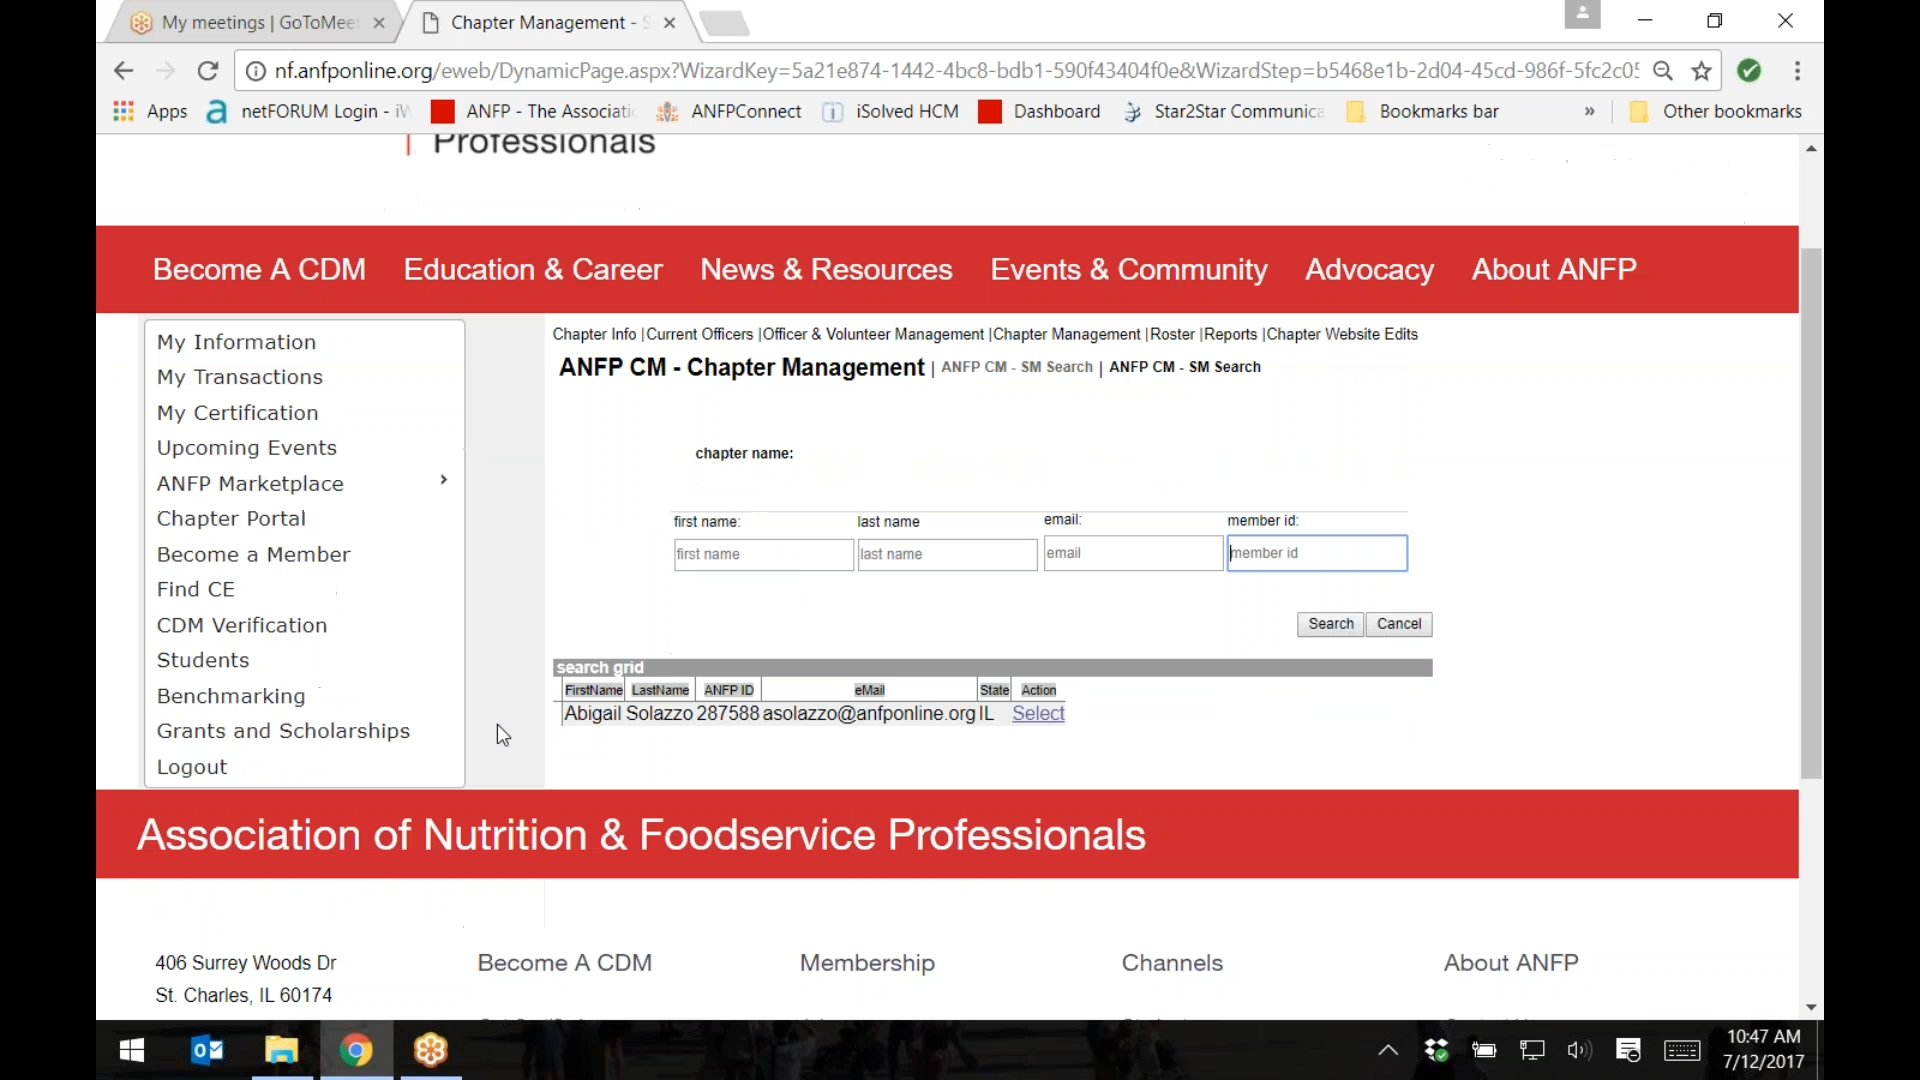 My meetings | GoToMeet
Chapter Management - S
nf.anfponline.org/eweb/DynamicPage.aspx?WizardKey=5a21e874-1442-4bc8-bdb1-590f43404f0e&WizardStep=b5468e1b-2d04-45cd-986f-5fc2c05
Apps
netFORUM Login - iW
ANFP - The Associati
ANFPConnect
iSolved HCM
Dashboard
Star2Star Communica
Bookmarks bar
»
Other bookmarks
Professionals
Become A CDM Education & Career News & Resources Events & Community Advocacy About ANFP
My Information
My Transactions
My Certification
Upcoming Events
ANFP Marketplace
Chapter Portal
Become a Member
Find CE
CDM Verification
Students
Benchmarking
Grants and Scholarships
Logout
Chapter Info |Current Officers |Officer & Volunteer Management |Chapter Management |Roster |Reports |Chapter Website Edits
ANFP CM - Chapter Management | ANFP CM - SM Search | ANFP CM - SM Search
chapter name:
first name: last name email: member id:
first name last name email member id
Search Cancel
search grid
FirstName LastName ANFP ID eMail State Action
Abigail Solazzo 287588 asolazzo@anfponline.org IL Select
Association of Nutrition & Foodservice Professionals
406 Surrey Woods Dr
St. Charles, IL 60174
Become A CDM
Membership
Channels
About ANFP
10:47 AM
7/12/2017